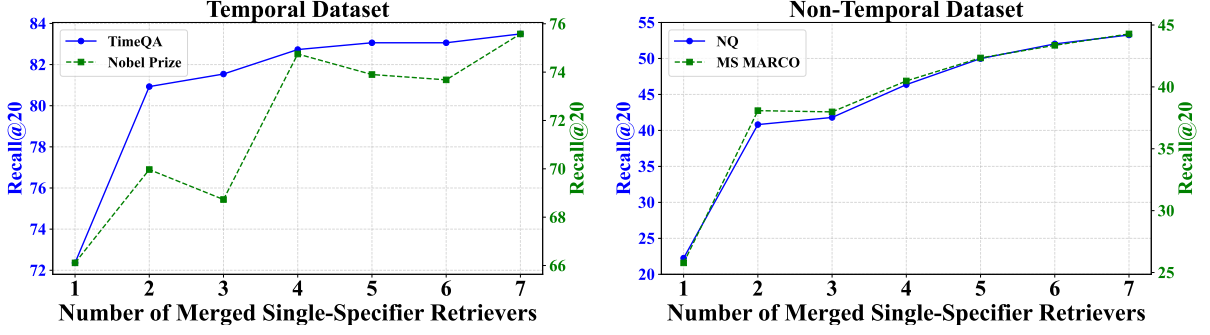 Temporal Dataset
Recall@20
84
82
80
78
76
74
72
TimeQA
Nobel Prize
76
74
72
70
68
66
Recall@20
1 2 3 4 5 6 7
Number of Merged Single-Specifier Retrievers
Non-Temporal Dataset
Recall@20
55
50
45
40
35
30
25
20
NQ
MS MARCO
45
40
35
30
25
Recall@20
1 2 3 4 5 6 7
Number of Merged Single-Specifier Retrievers